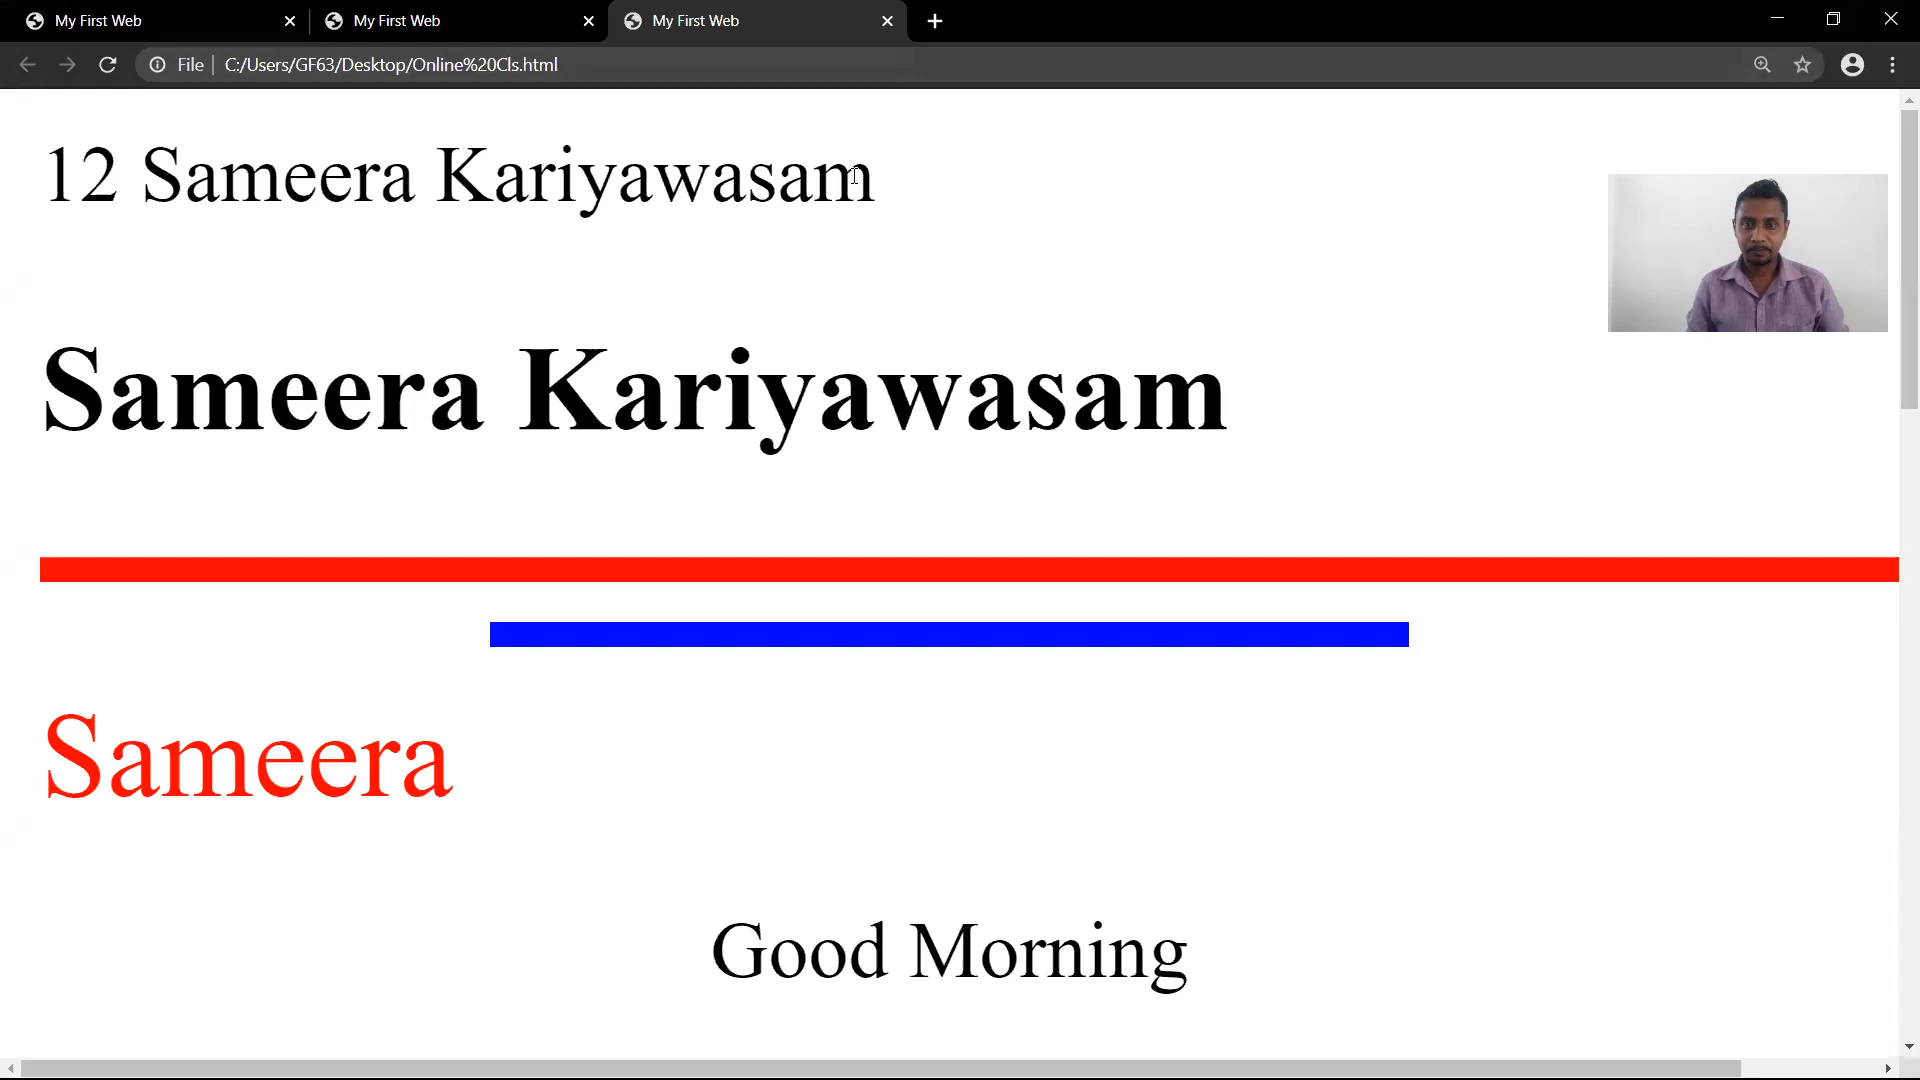 My First Web
My First Web
My First Web
File
C:/Users/GF63/Desktop/Online%20Cls.html
12 Sameera Kariyawasam
Sameera Kariyawasam
Sameera
Good Morning